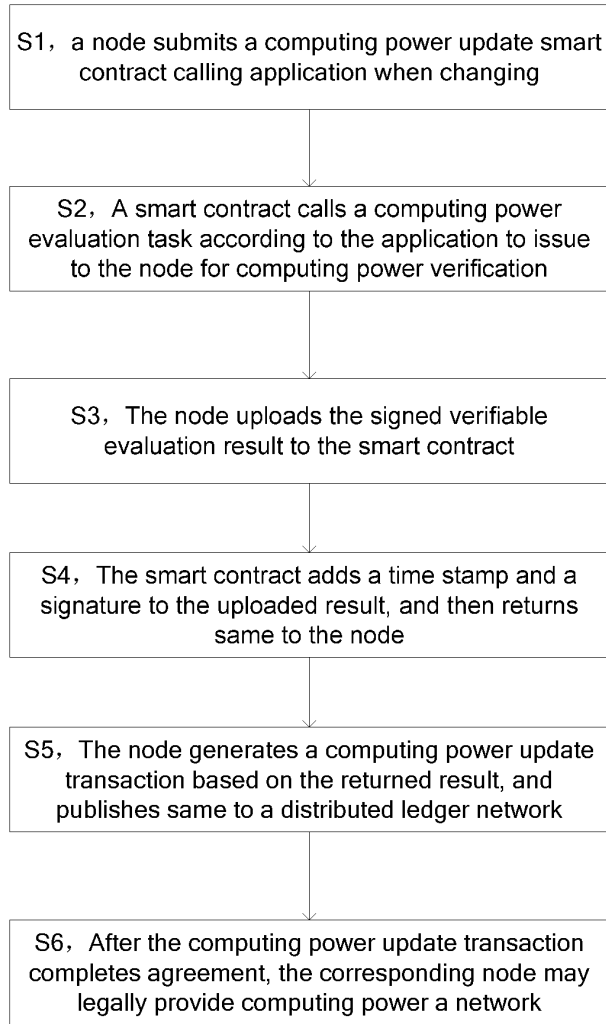 S1，a node submits a computing power update smart
contract calling application when changing
S2，A smart contract calls a computing power
evaluation task according to the application to issue
to the node for computing power verification
S3，The node uploads the signed verifiable
evaluation result to the smart contract
S4，The smart contract adds a time stamp and a
signature to the uploaded result, and then returns
same to the node
S5，The node generates a computing power update
transaction based on the returned result, and
publishes same to a distributed ledger network
S6，After the computing power update transaction
completes agreement, the corresponding node may
legally provide computing power a network